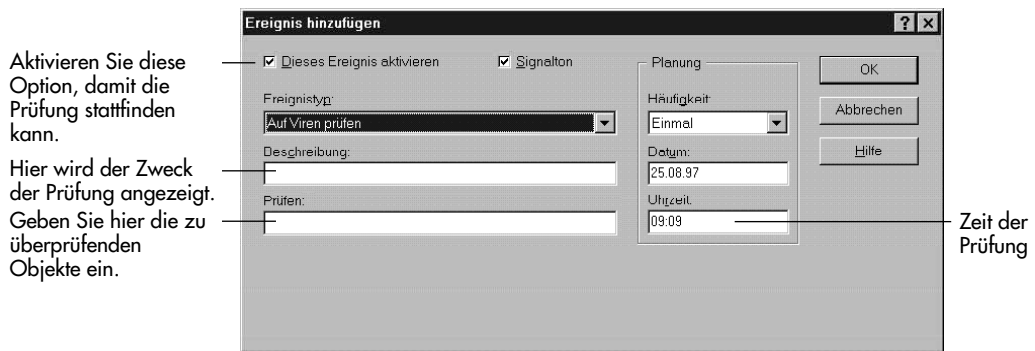 Ereignis hinzufügen
Aktivieren Sie diese
Option, damit die
Prüfung stattfinden
kann.
Dieses Ereignis aktivieren
Signalton
Planung
OK
Ereignistyp:
Auf Viren prüfen
Häufigkeit:
Einmal
Abbrechen
Hier wird der Zweck
der Prüfung angezeigt.
Beschreibung:
Datum:
25.08.97
Hilfe
Geben Sie hier die zu
überprüfenden
Objekte ein.
Prüfen:
Uhrzeit:
09:09
Zeit der
Prüfung